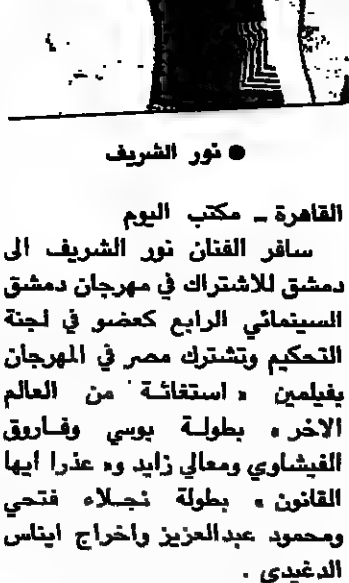 ● نور الشريف
القاهرة ـ مكتب اليوم
سافر الفنان نور الشريف الى
دمشق للاشتراك في مهرجان دمشق
السينمائي الرابع كعضو في لجنة
التحكيم وتشترك مصر في المهرجان
بفيلمين « استغاثة من العالم
الاخر » بطولة بوسي وفاروق
الفيشاوي ومعالي زايد و« عذرا ايها
القانون » بطولة نجلاء فتحي
ومحمود عبدالعزيز واخراج ايناس
الدغيدي .